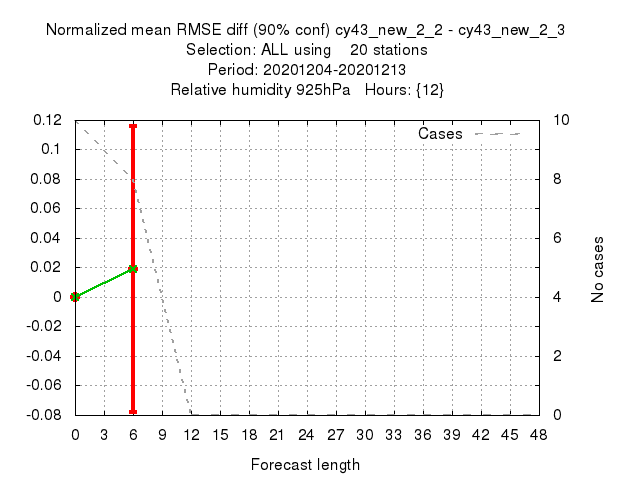 Normalized mean RMSE diff (90% conf) cy43_new_2_2 - cy43_new_2_3
Selection: ALL using 20 stations
Period: 20201204-20201213
Relative humidity 925hPa Hours: {12}
Cases
0.12
0.1
0.08
0.06
0.04
0.02
0
-0.02
-0.04
-0.06
-0.08
10
8
6
4
2
0
No cases
0 3 6 9 12 15 18 21 24 27 30 33 36 39 42 45 48
Forecast length